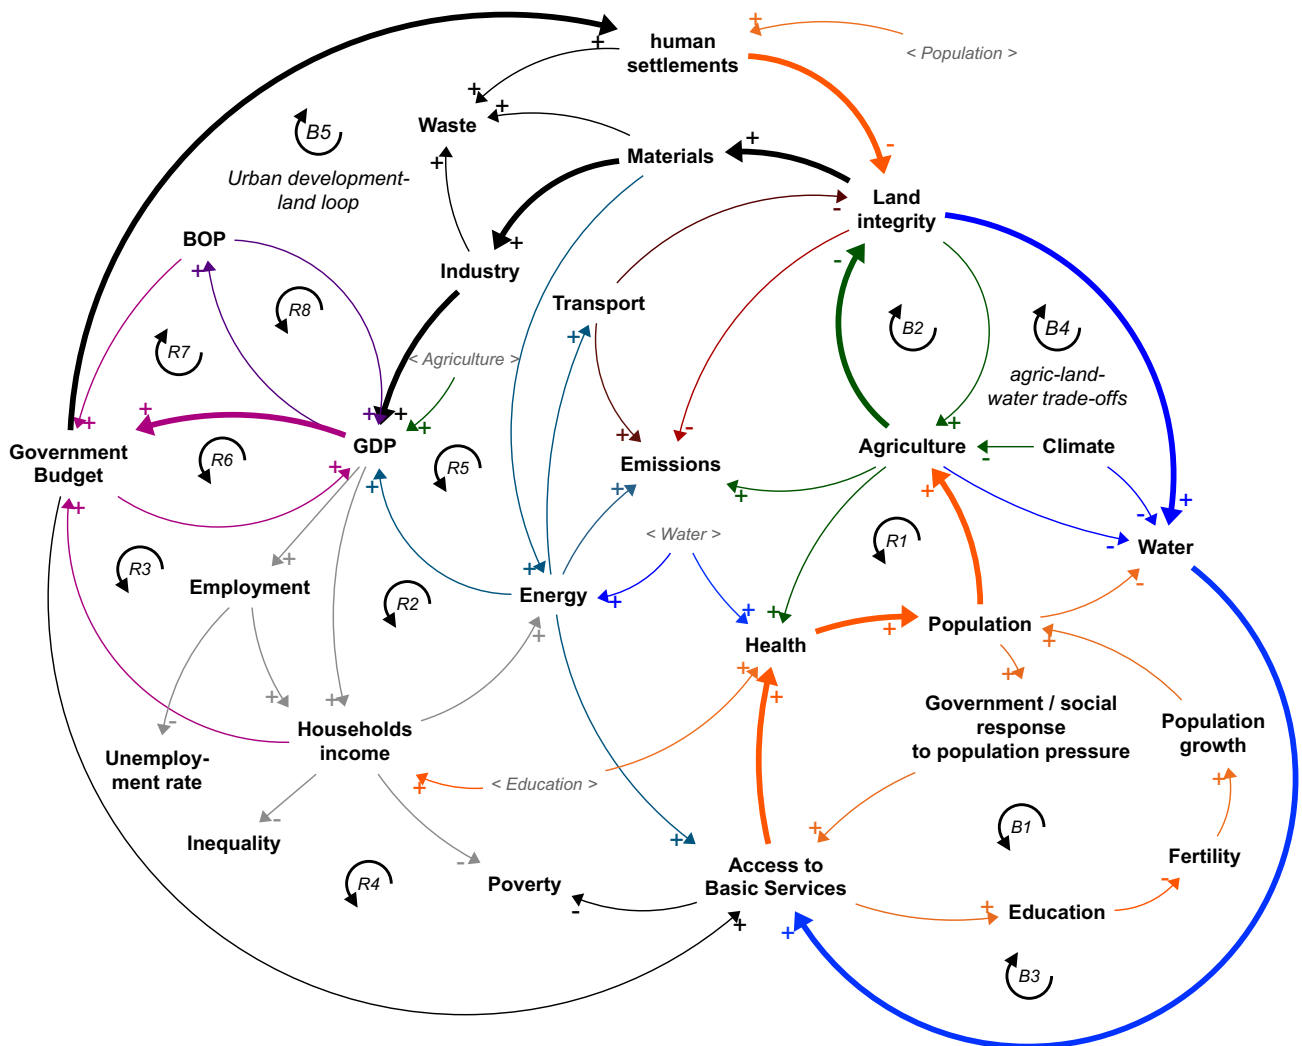 human
settlements
< Population >
+
+
+
+
Waste
B5
Urban development-
land loop
Materials
+
-
+
Land
integrity
-
BOP
+
Industry
+
R8
Transport
-
B2
B4
agric-land-
water trade-offs
R7
< Agriculture >
+
+
+
+
+
+
Government
Budget
R6
GDP
R5
+
+
+
Emissions
-
+
Agriculture
+
-
Climate
+
+
+
-
+
-
Water
-
< Water >
R1
R3
Employment
+
R2
+
Energy
+
+
+
+
Health
+
Population
-
+
+
+
+
+
+
-
Households
income
Unemploy-
ment rate
Government / social
response
to population pressure
Population
growth
< Education >
+
+
Inequality
-
-
R4
Poverty
-
+
+
Access to
Basic Services
+
+
B1
Fertility
-
+
Education
B3